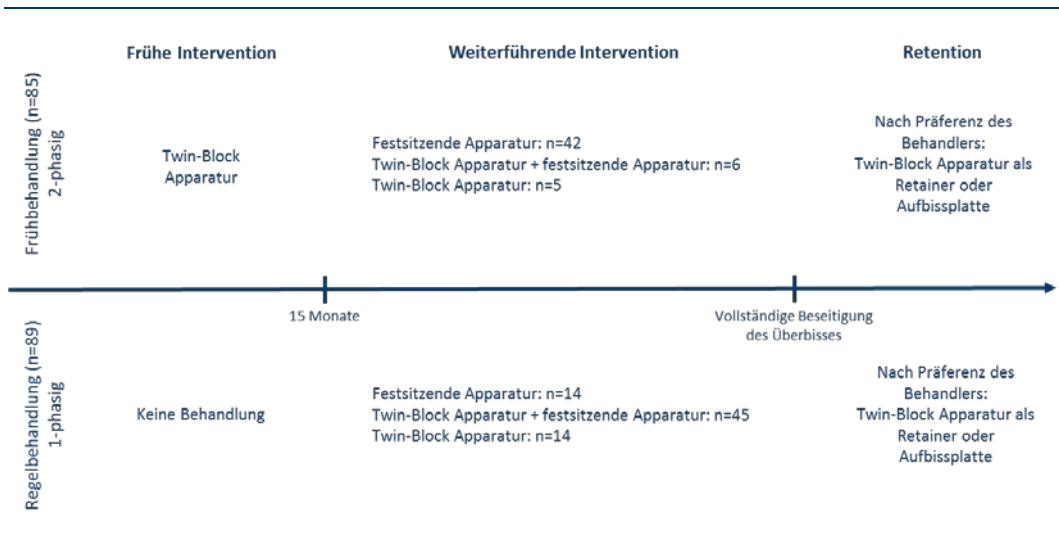 Frühe Intervention
Weiterführende Intervention
Retention
Frühbehandlung (n=85)
2-phasig
Twin-Block
Apparatur
Festsitzende Apparatur: n=42
Twin-Block Apparatur + festsitzende Apparatur: n=6
Twin-Block Apparatur: n=5
Nach Präferenz des
Behandlers:
Twin-Block Apparatur als
Retainer oder
Aufbissplatte
15 Monate
Vollständige Beseitigung
des Überbisses
Regelbehandlung (n=89)
1-phasig
Keine Behandlung
Festsitzende Apparatur: n=14
Twin-Block Apparatur + festsitzende Apparatur: n=45
Twin-Block Apparatur: n=14
Nach Präferenz des
Behandlers:
Twin-Block Apparatur als
Retainer oder
Aufbissplatte